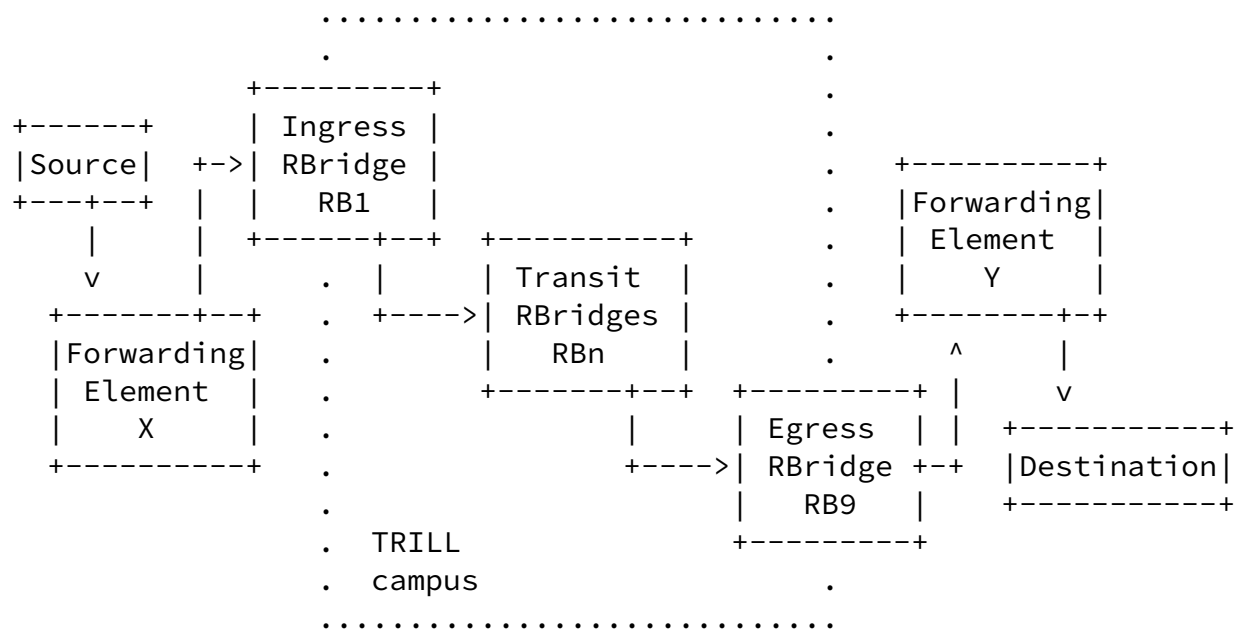 Ingress
Source
RBridge
RB1
Forwarding
Element
Y
Transit
RBridges
RBn
Forwarding
Element
X
Egress
RBridge
RB9
Destination
TRILL
campus